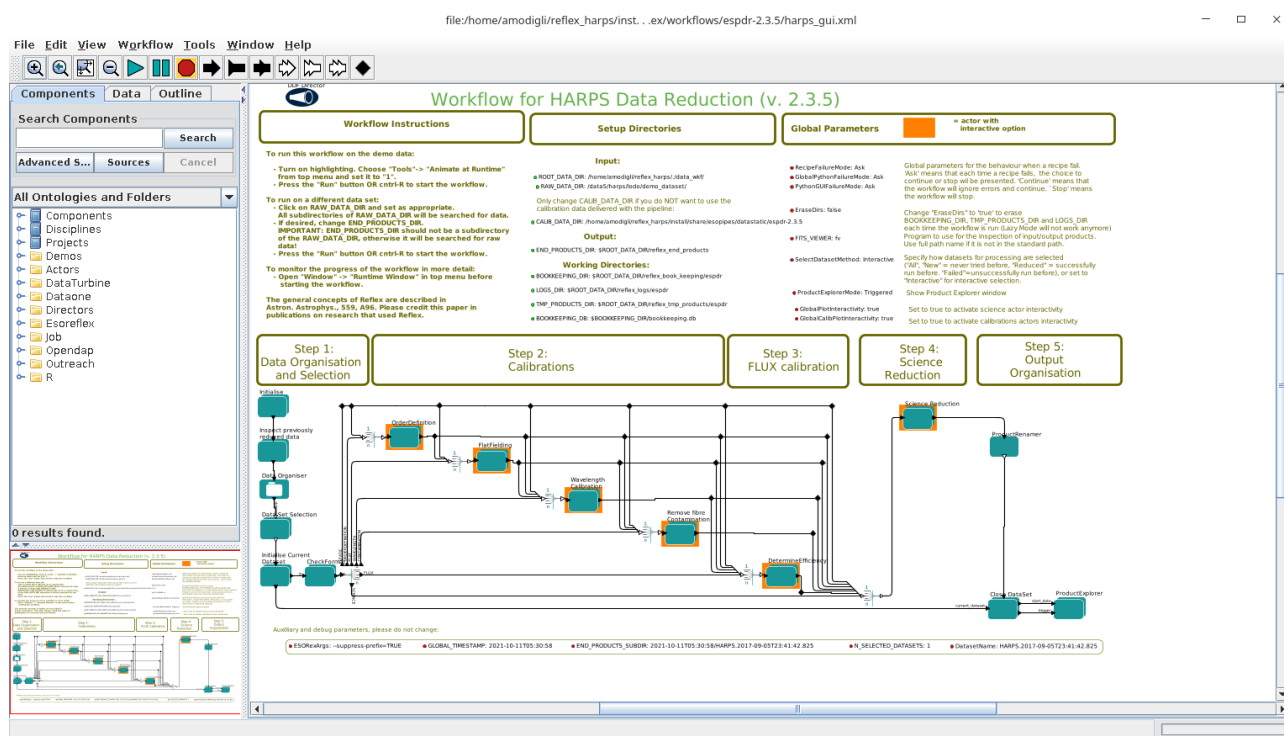 file:/home/amodigli/reflex_harps/inst. . .ex/workflows/espdr-2.3.5/harps_gui.xml
File Edit View Workflow Tools Window Help
Components Data Outline
Search Components
Search
Advanced S... Sources Cancel
All Ontologies and Folders
Components
Disciplines
Projects
Demos
Actors
DataTurbine
Dataone
Directors
Esoreflex
Job
Opendap
Outreach
R
0 results found.
DDF Director
Workflow for HARPS Data Reduction (v. 2.3.5)
Workflow Instructions
Setup Directories
Global Parameters
= actor with
interactive option
To run this workflow on the demo data:
- Turn on highlighting. Choose "Tools"-> "Animate at Runtime"
from top menu and set it to "1".
- Press the "Run" button OR cntrl-R to start the workflow.
To run on a different data set:
- Click on RAW_DATA_DIR and set as appropriate.
All subdirectories of RAW_DATA_DIR will be searched for data.
- If desired, change END_PRODUCTS_DIR.
IMPORTANT: END_PRODUCTS_DIR should not be a subdirectory
of the RAW_DATA_DIR, otherwise it will be searched for raw
data!
- Press the "Run" button OR cntrl-R to start the workflow.
To monitor the progress of the workflow in more detail:
- Open "Window" -> "Runtime Window" in top menu before
starting the workflow.
The general concepts of Reflex are described in
Astron. Astrophys., 559, A96. Please credit this paper in
publications on research that used Reflex.
Input:
ROOT_DATA_DIR: /home/amodigli/reflex_harps/./data_wkf/
RAW_DATA_DIR: /data5/harps/lode/demo_dataset/
Only change CALIB_DATA_DIR if you do NOT want to use the
calibration data delivered with the pipeline:
CALIB_DATA_DIR: /home/amodigli/reflex_harps/install/share/esopipes/datastatic/espdr-2.3.5
Output:
END_PRODUCTS_DIR: $ROOT_DATA_DIR/reflex_end_products
Working Directories:
BOOKKEEPING_DIR: $ROOT_DATA_DIR/reflex_book_keeping/espdr
LOGS_DIR: $ROOT_DATA_DIR/reflex_logs/espdr
TMP_PRODUCTS_DIR: $ROOT_DATA_DIR/reflex_tmp_products/espdr
BOOKKEEPING_DB: $BOOKKEEPING_DIR/bookkeeping.db
RecipeFailureMode: Ask
GlobalPythonFailureMode: Ask
PythonGUIFailureMode: Ask
EraseDirs: false
FITS_VIEWER: fv
SelectDatasetMethod: Interactive
ProductExplorerMode: Triggered
GlobalPlotInteractivity: true
GlobalCalibPlotInteractivity: true
Global parameters for the behaviour when a recipe fail.
'Ask' means that each time a recipe fails, the choice to
continue or stop wil be presented. 'Continue' means that
the workflow will ignore errors and continue. 'Stop' means
the workflow will stop.
Change "EraseDirs" to "true' to erase
BOOKKEEPING_DIR, TMP_PRODUCTS_DIR and LOGS_DIR
each time the workflow is run (Lazy Mode will not work anymore)
Program to use for the inspection of input/output products.
Use full path name if it is not in the standard path.
Specify how datasets for processing are selected
("All", "New" = never tried before, "Reduced" = successfully
run before. "Failed"=unsuccessfully run before), or set to
"Interactive" for interactive selection.
Show Product Explorer window
Set to true to activate science actor interactivity
Set to true to activate calibrations actors interactivity
Step 1:
Data Organisation
and Selection
Step 2:
Calibrations
Step 3:
FLUX calibration
Step 4:
Science
Reduction
Step 5:
Output
Organisation
Initialise
Inspect previously
reduced data
Data Organiser
DataSet Selection
Initialise Current
Dataset
CheckForm
FLUX
OrderDefinition
FlatFielding
Wavelength
Calibration
Remove fibre
Contamination
DetermineEfficiency
Science Reduction
ProductRenamer
current_dataset
Close DataSet
start_data
trigger
ProductExplorer
Auxiliary and debug parameters, please do not change:
ESORexArgs: --suppress-prefix=TRUE GLOBAL_TIMESTAMP: 2021-10-11T05:30:58 END_PRODUCTS_SUBDIR: 2021-10-11T05:30:58/HARPS.2017-09-05T23:41:42.825 N_SELECTED_DATASETS: 1 DatasetName: HARPS.2017-09-05T23:41:42.825